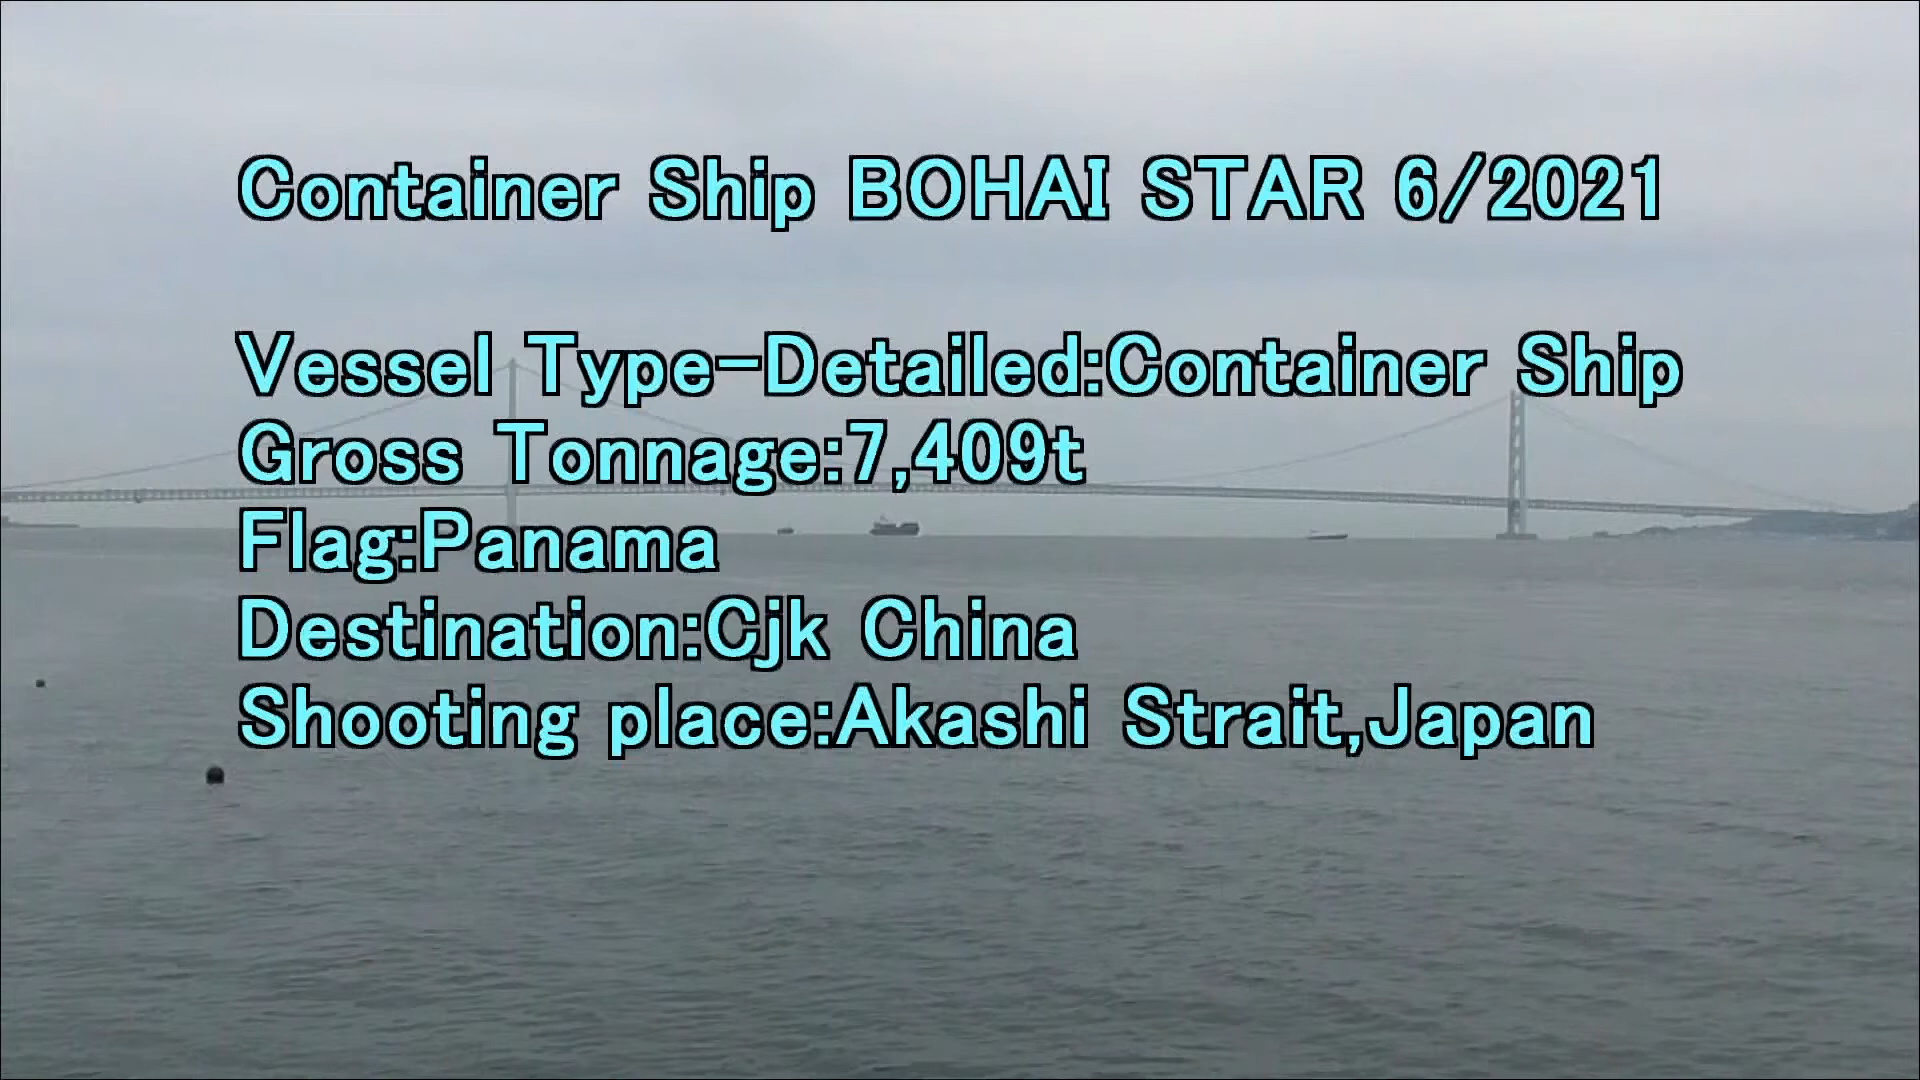 Container Ship BOHAI STAR 6/2021
Vessel Type-Detailed:Container Ship
Gross Tonnage:7,409t
Flag:Panama
Destination:Cjk China
Shooting place:Akashi Strait,Japan